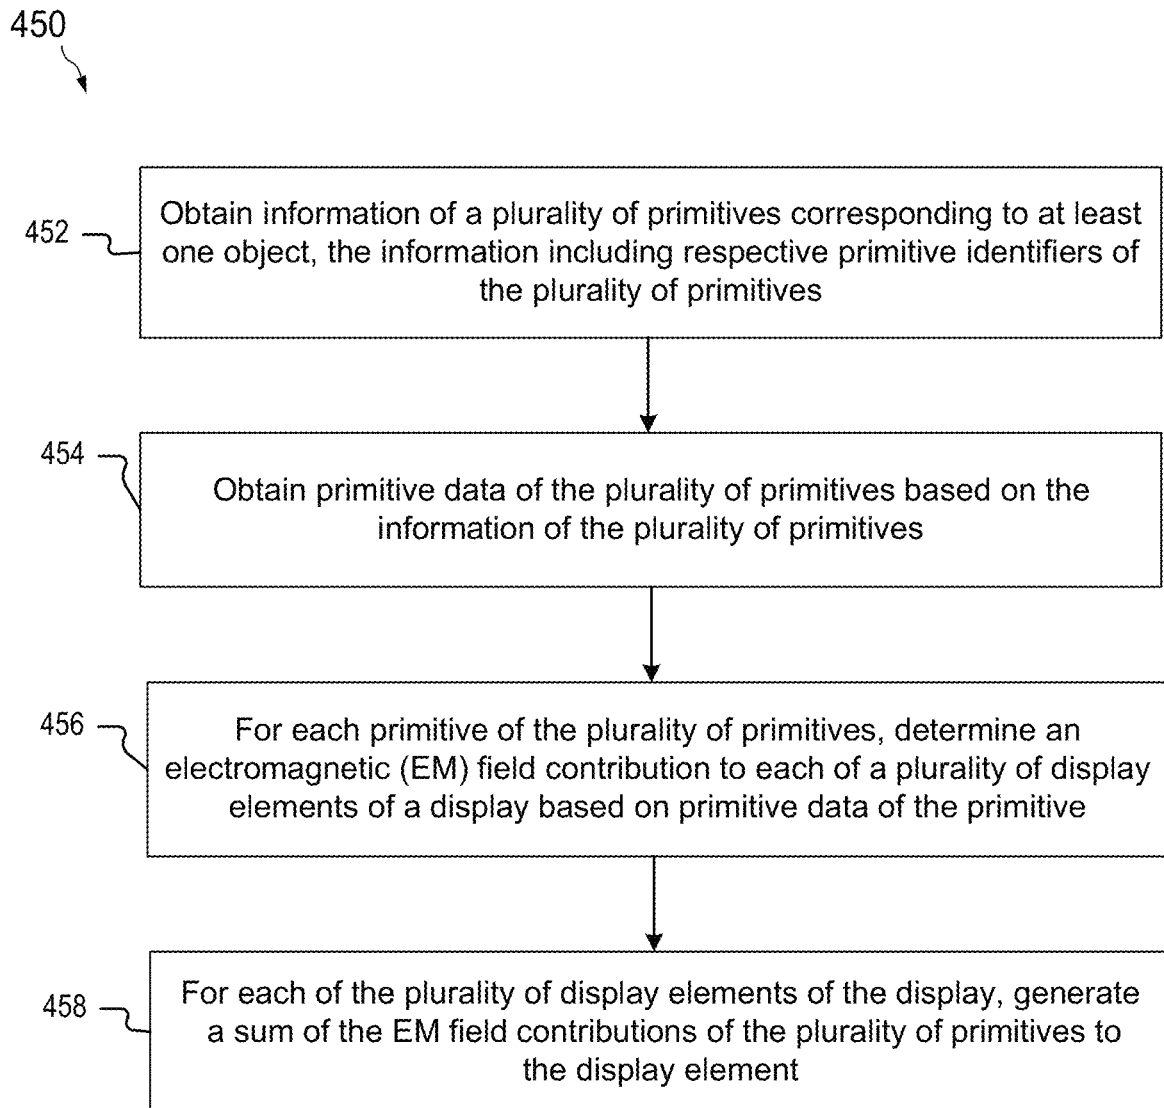 450
452
Obtain information of a plurality of primitives corresponding to at least
one object, the information including respective primitive identifiers of
the plurality of primitives
454
Obtain primitive data of the plurality of primitives based on the
information of the plurality of primitives
456
For each primitive of the plurality of primitives, determine an
electromagnetic (EM) field contribution to each of a plurality of display
elements of a display based on primitive data of the primitive
458
For each of the plurality of display elements of the display, generate
a sum of the EM field contributions of the plurality of primitives to
the display element